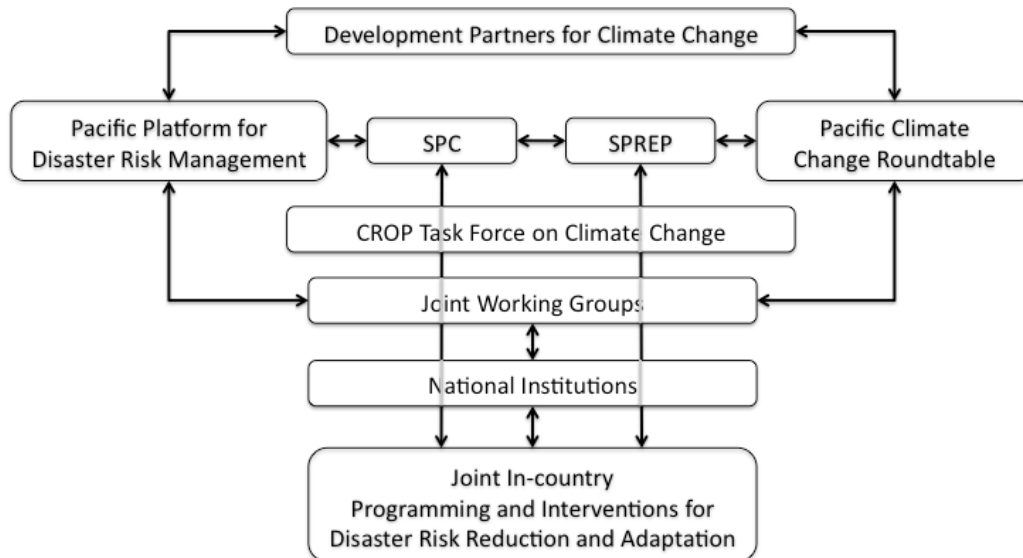 Development Partners for Climate Change
Pacific Platform for
Disaster Risk Management
SPC
SPREP
Pacific Climate
Change Roundtable
CROP Task Force on Climate Change
Joint Working Groups
National Institutions
Joint In-country
Programming and Interventions for
Disaster Risk Reduction and Adaptation